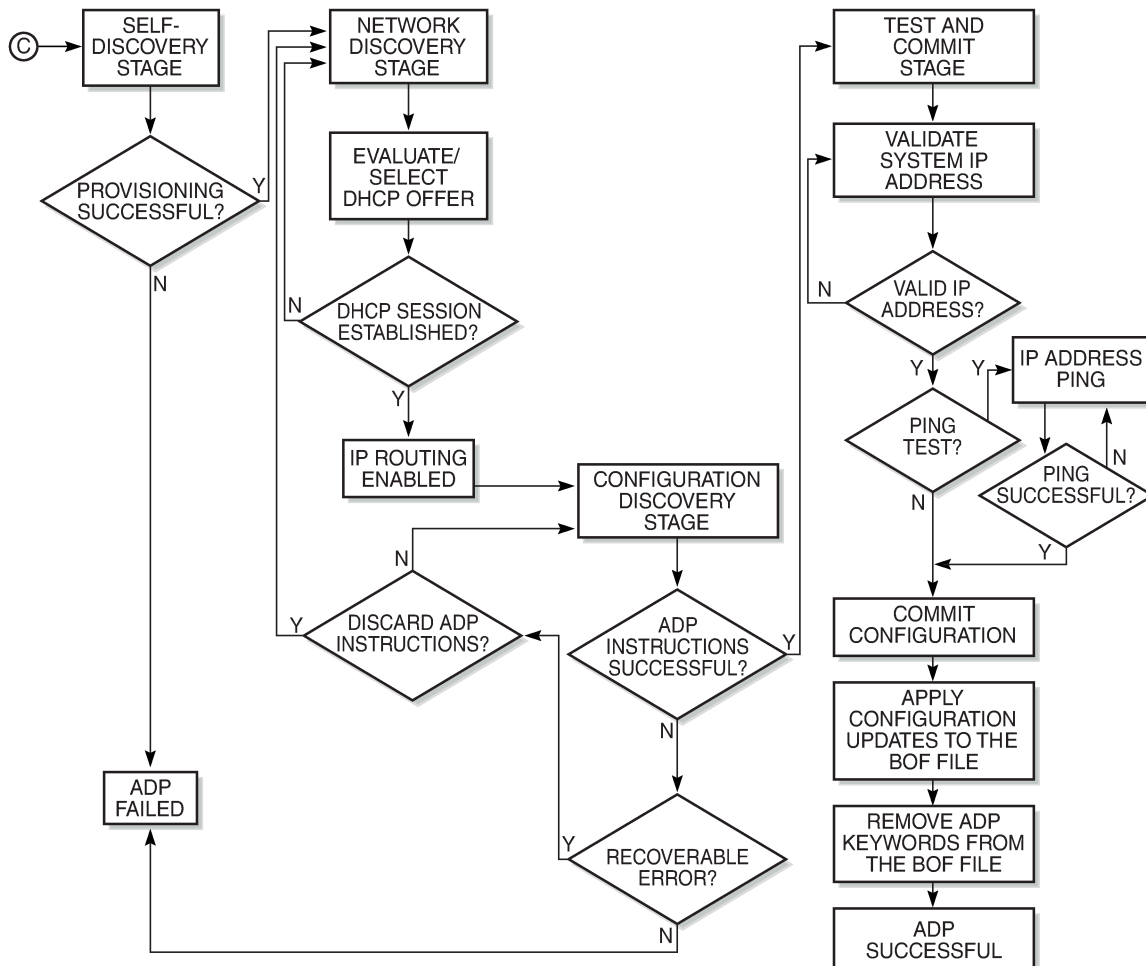 C
SELF-
DISCOVERY
STAGE
PROVISIONING
SUCCESSFUL?
Y
N
ADP
FAILED
NETWORK
DISCOVERY
STAGE
EVALUATE/
SELECT
DHCP OFFER
DHCP SESSION
ESTABLISHED?
N
Y
IP ROUTING
ENABLED
CONFIGURATION
DISCOVERY
STAGE
ADP
INSTRUCTIONS
SUCCESSFUL?
Y
N
DISCARD ADP
INSTRUCTIONS?
N
Y
RECOVERABLE
ERROR?
Y
N
TEST AND
COMMIT
STAGE
VALIDATE
SYSTEM IP
ADDRESS
VALID IP
ADDRESS?
N
Y
PING
TEST?
Y
N
IP ADDRESS
PING
PING
SUCCESSFUL?
N
Y
COMMIT
CONFIGURATION
APPLY
CONFIGURATION
UPDATES TO THE
BOF FILE
REMOVE ADP
KEYWORDS FROM
THE BOF FILE
ADP
SUCCESSFUL